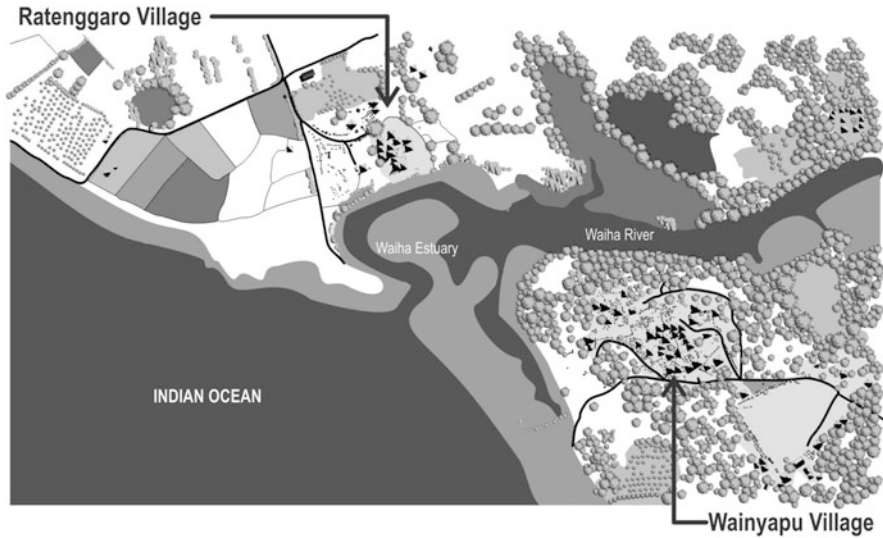 Ratenggaro Village
Waiha Estuary
Waiha River
INDIAN OCEAN
Wainyapu Village